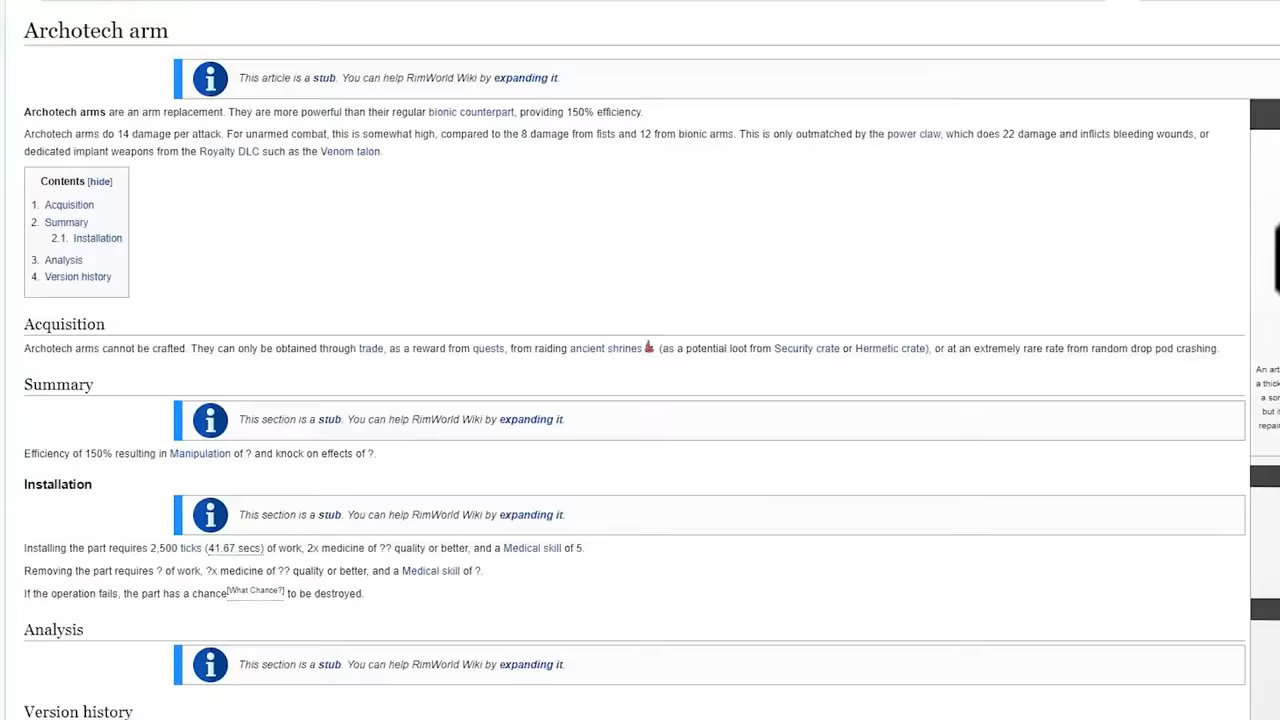 Archotech arm
This article is a stub. You can help RimWorld Wiki by expanding it.
Archotech arms are an arm replacement. They are more powerful than their regular bionic counterpart, providing 150% efficiency.
Archotech arms do 14 damage per attack. For unarmed combat, this is somewhat high, compared to the 8 damage from fists and 12 from bionic arms. This is only outmatched by the power claw, which does 22 damage and inflicts bleeding wounds, or
dedicated implant weapons from the Royalty DLC such as the Venom talon.
Contents [hide]
1. Acquisition
2. Summary
2.1. Installation
3. Analysis
4. Version history
Acquisition
Archotech arms cannot be crafted. They can only be obtained through trade, as a reward from quests, from raiding ancient shrines (as a potential loot from Security crate or Hermetic crate), or at an extremely rare rate from random drop pod crashing.
An art
a thick
a sor
but i
repair
Summary
This section is a stub. You can help RimWorld Wiki by expanding it.
Efficiency of 150% resulting in Manipulation of ? and knock on effects of ?.
Installation
This section is a stub. You can help RimWorld Wiki by expanding it.
Installing the part requires 2,500 ticks (41.67 secs) of work, 2x medicine of ?? quality or better, and a Medical skill of 5.
Removing the part requires ? of work, ?x medicine of ?? quality or better, and a Medical skill of ?.
If the operation fails, the part has a chance[What Chance?] to be destroyed.
Analysis
This section is a stub. You can help RimWorld Wiki by expanding it.
Version history